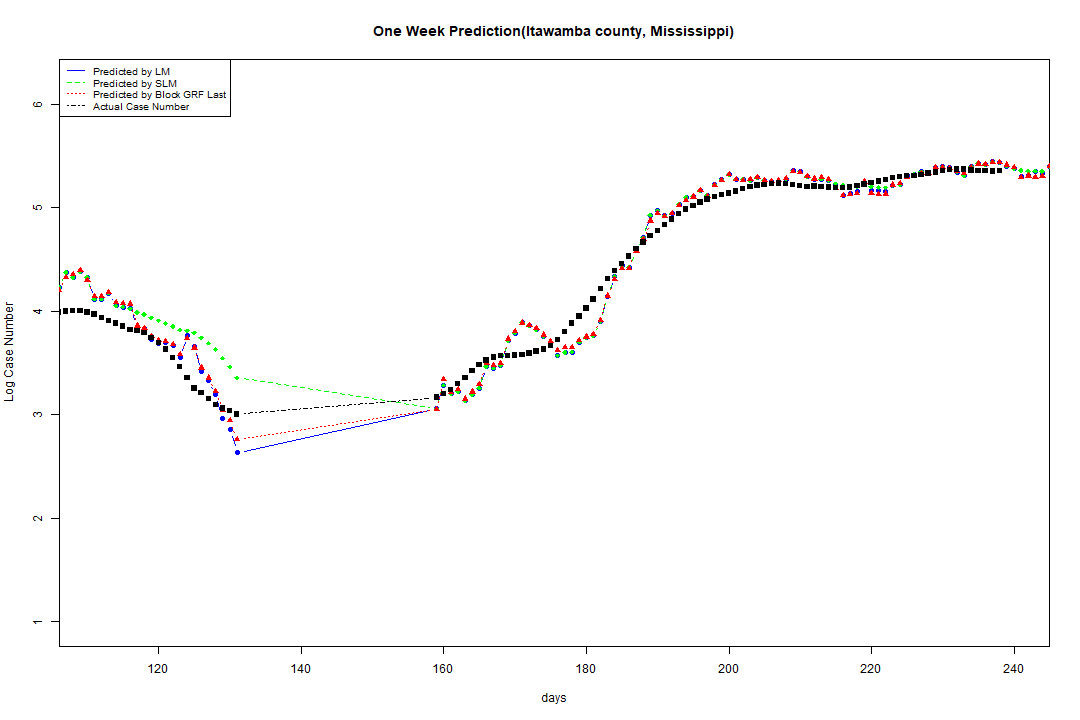 One Week Prediction(Itawamba county, Mississippi)
Predicted by LM
Predicted by SLM
Predicted by Block GRF Last
Actual Case Number
6
5
4
3
2
1
Log Case Number
120 140 160 180 200 220 240
days